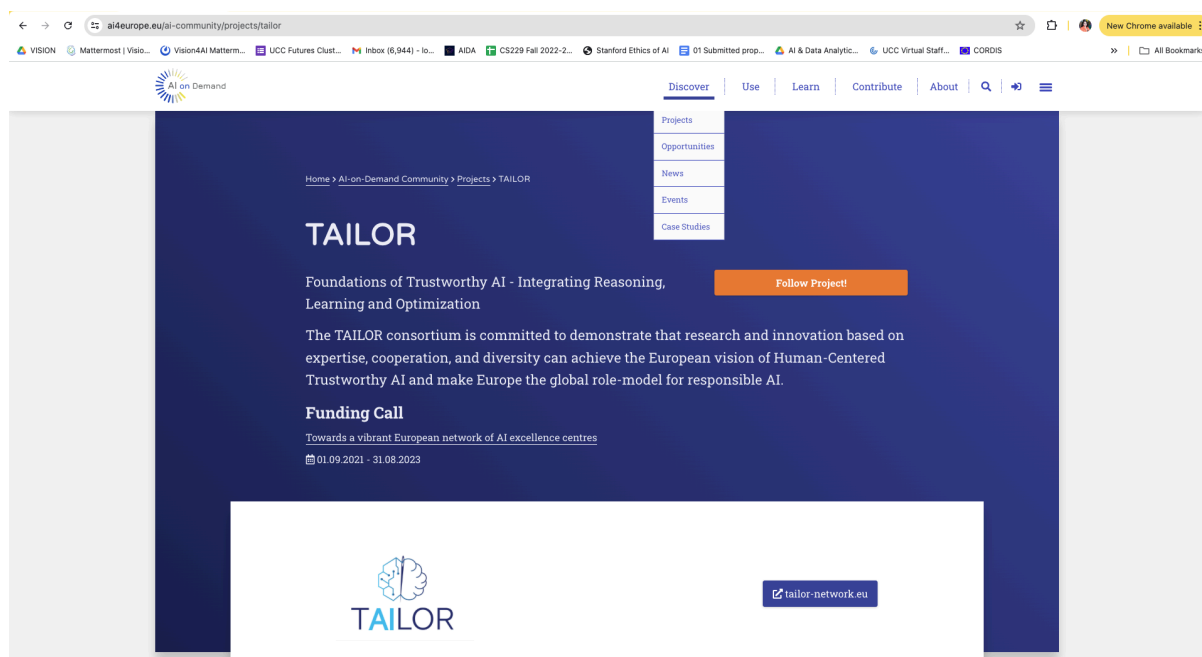 ai4europe.eu/ai-community/projects/tailor
New Chrome available
VISION Mattermost | Visio... Vision4AI Matterm... UCC Futures Clust... Inbox (6,944) - lo... AIDA CS229 Fall 2022-2... Stanford Ethics of AI 01 Submitted prop... AI & Data Analytic... UCC Virtual Staff... CORDIS » All Bookmarks
AI on Demand
Discover Use Learn Contribute About
Projects
Opportunities
News
Events
Case Studies
Home > AI-on-Demand Community > Projects > TAILOR
TAILOR
Foundations of Trustworthy AI - Integrating Reasoning,
Learning and Optimization
Follow Project!
The TAILOR consortium is committed to demonstrate that research and innovation based on
expertise, cooperation, and diversity can achieve the European vision of Human-Centered
Trustworthy AI and make Europe the global role-model for responsible AI.
Funding Call
Towards a vibrant European network of AI excellence centres
01.09.2021 - 31.08.2023
TAILOR
tailor-network.eu